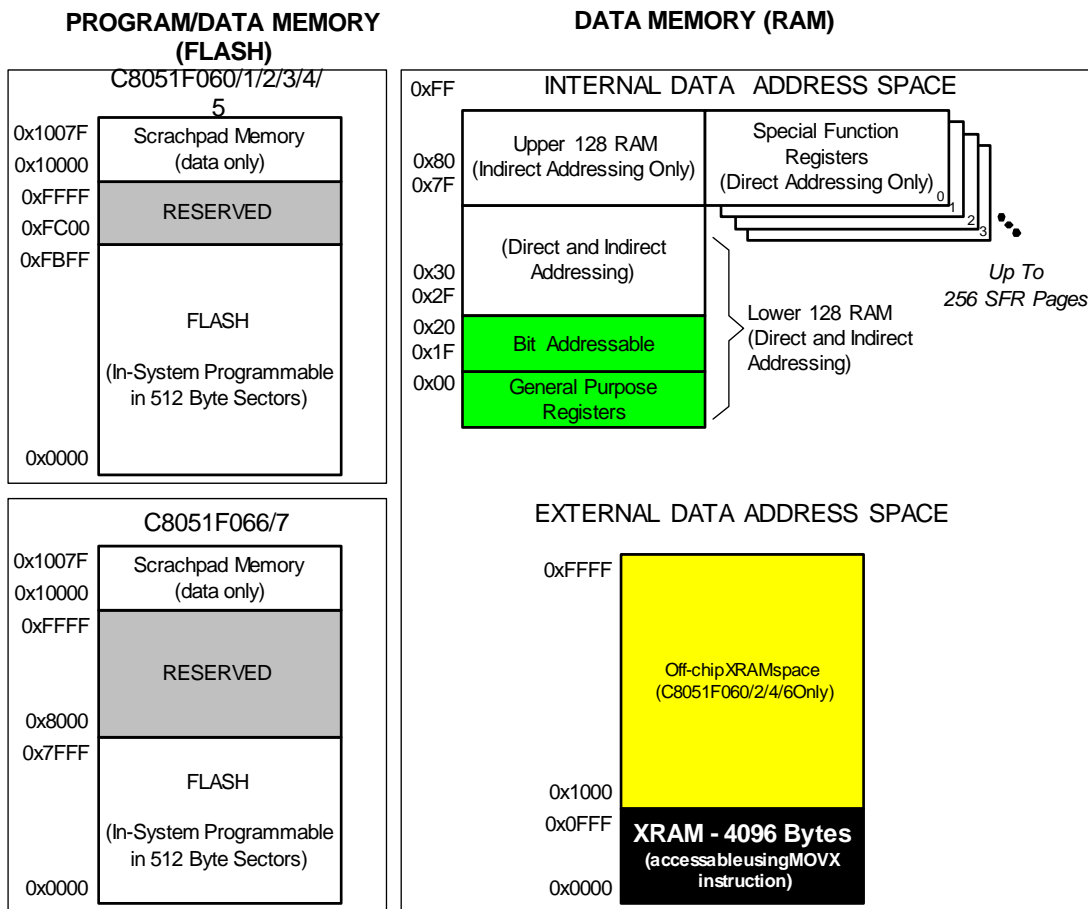 PROGRAM/DATA MEMORY
(FLASH)
C8051F060/1/2/3/4/
5
0x1007F
Scrachpad Memory
(data only)
0x10000
0xFFFF
RESERVED
0xFC00
0xFBFF
FLASH
(In-System Programmable
in 512 Byte Sectors)
0x0000
C8051F066/7
0x1007F
Scrachpad Memory
(data only)
0x10000
0xFFFF
RESERVED
0x8000
0x7FFF
FLASH
(In-System Programmable
in 512 Byte Sectors)
0x0000
DATA MEMORY (RAM)
INTERNAL DATA ADDRESS SPACE
0xFF
Upper 128 RAM
(Indirect Addressing Only)
0x80
0x7F
Special Function
Registers
(Direct Addressing Only)
0
1
2
3
Up To
256 SFR Pages
(Direct and Indirect
Addressing)
0x30
0x2F
0x20
Bit Addressable
0x1F
0x00
General Purpose
Registers
Lower 128 RAM
(Direct and Indirect
Addressing)
EXTERNAL DATA ADDRESS SPACE
0xFFFF
Off-chipXRAMspace
(C8051F060/2/4/6Only)
0x1000
0x0FFF
XRAM - 4096 Bytes
(accessableusingMOVX
instruction)
0x0000